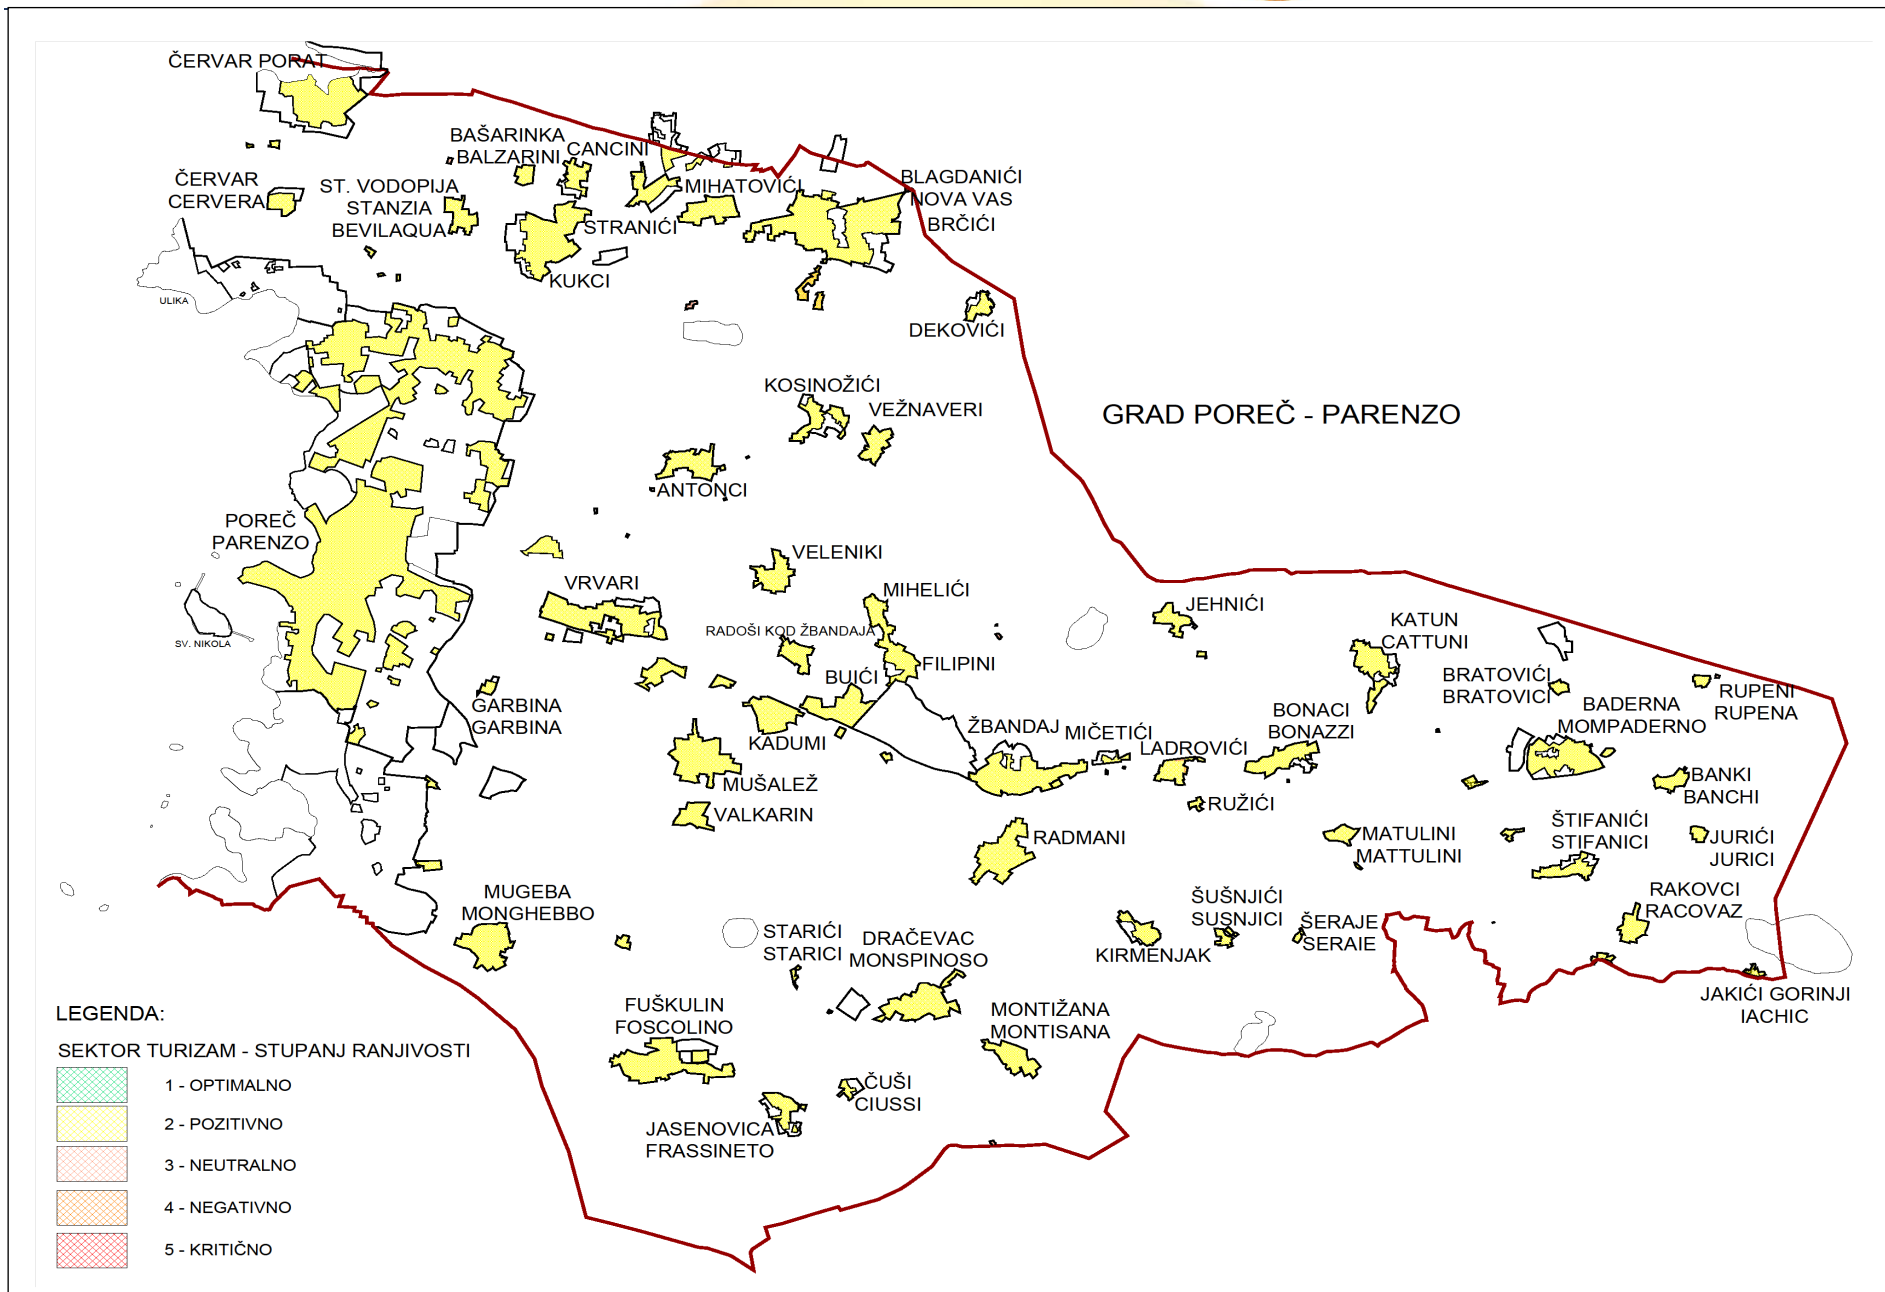 ČERVAR PORAT
BAŠARINKA
BALZARINI
CANCINI
ČERVAR
CERVERA
ST. VODOPIJA
STANZIA
BEVILAQUA
MIHATOVIĆI
BLAGDANIĆI
NOVA VAS
BRČIĆI
STRANIĆI
KUKCI
ULIKA
DEKOVIĆI
KOSINOŽIĆI
VEŽNAVERI
GRAD POREČ - PARENZO
ANTONCI
POREČ
PARENZO
VELENIKI
VRVARI
MIHELIĆI
JEHNIĆI
RADOŠI KOD ŽBANDAJA
KATUN
CATTUNI
SV. NIKOLA
FILIPINI
BUIĆI
BRATOVIĆI
BRATOVICI
RUPENI
RUPENA
GARBINA
GARBINA
BADERNA
MOMPADERNO
BONACI
BONAZZI
KADUMI
ŽBANDAJ
MIČETIĆI
LADROVIĆI
MUŠALEŽ
BANKI
BANCHI
RUŽIĆI
VALKARIN
RADMANI
MATULINI
MATTULINI
ŠTIFANIĆI
STIFANICI
JURIĆI
JURICI
MUGEBA
MONGHEBBO
ŠUŠNJIĆI
SUSNJICI
RAKOVCI
RACOVAZ
STARIĆI
STARICI
DRAČEVAC
MONSPINOSO
KIRMENJAK
ŠERAJE
SERAIE
JAKIĆI GORINJI
IACHIC
FUŠKULIN
FOSCOLINO
MONTIŽANA
MONTISANA
ČUŠI
CIUSSI
JASENOVICA
FRASSINETO
LEGENDA:
SEKTOR TURIZAM - STUPANJ RANJIVOSTI
1 - OPTIMALNO
2 - POZITIVNO
3 - NEUTRALNO
4 - NEGATIVNO
5 - KRITIČNO